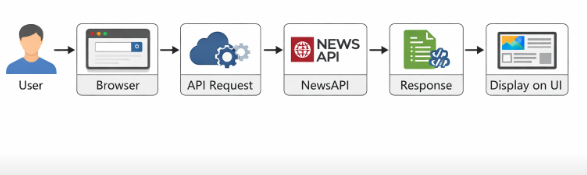 NEWS
API
User
Browser
API Request
NewsAPI
Response
Display on UI